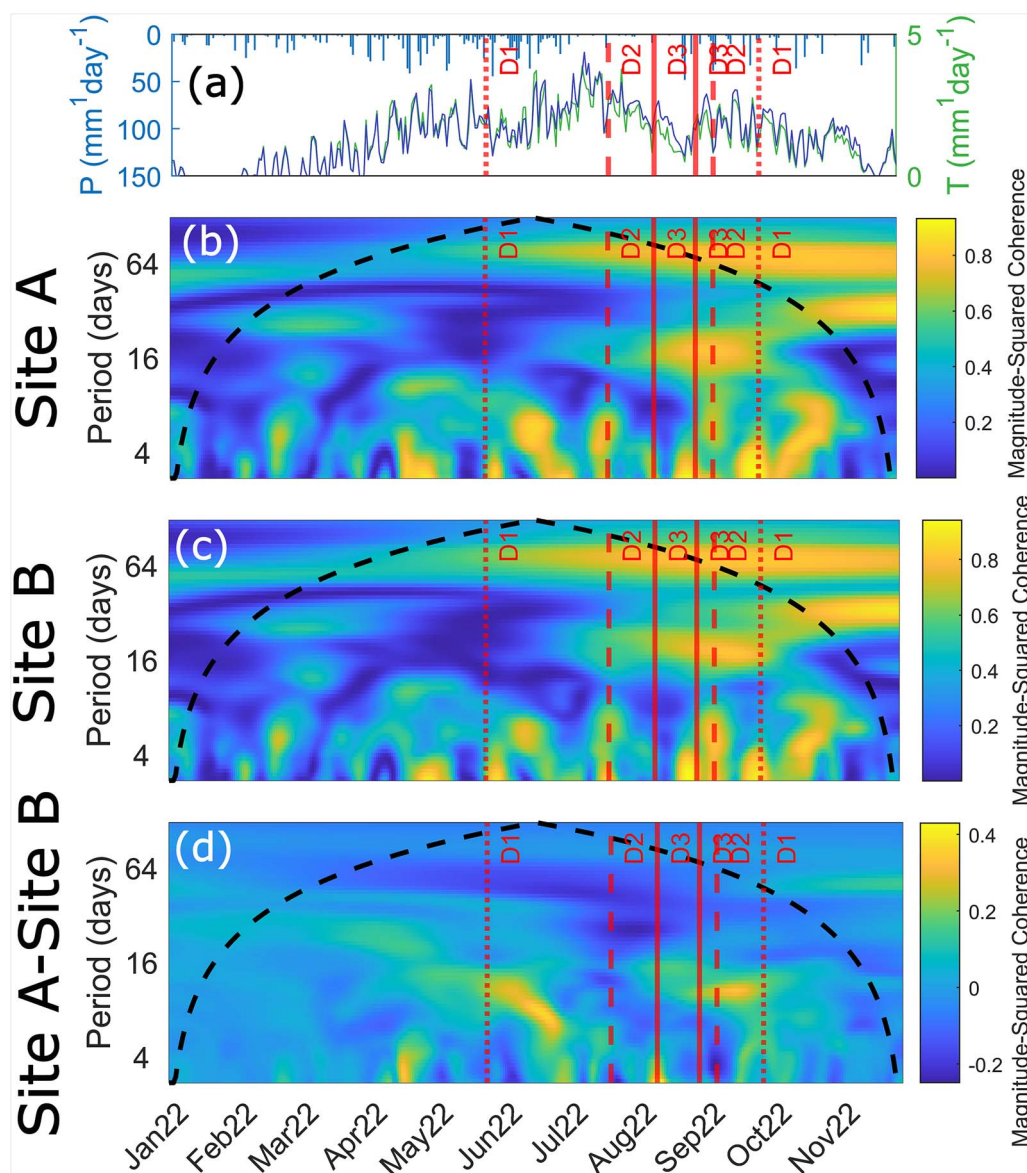 P (mm¹day⁻¹)
0
50
100
150
(a)
D1
D2
D3
D3
D2
D1
5
0
T (mm¹day⁻¹)
Site A
Period (days)
64
16
4
(b)
D1
D2
D3
D3
D2
D1
0.8
0.6
0.4
0.2
Magnitude-Squared Coherence
Site B
Period (days)
64
16
4
(c)
D1
D2
D3
D3
D2
D1
0.8
0.6
0.4
0.2
Magnitude-Squared Coherence
Site A-Site B
Period (days)
64
16
4
(d)
D1
D2
D3
D3
D2
D1
0.4
0.2
0
-0.2
Magnitude-Squared Coherence
Jan22 Feb22 Mar22 Apr22 May22 Jun22 Jul22 Aug22 Sep22 Oct22 Nov22